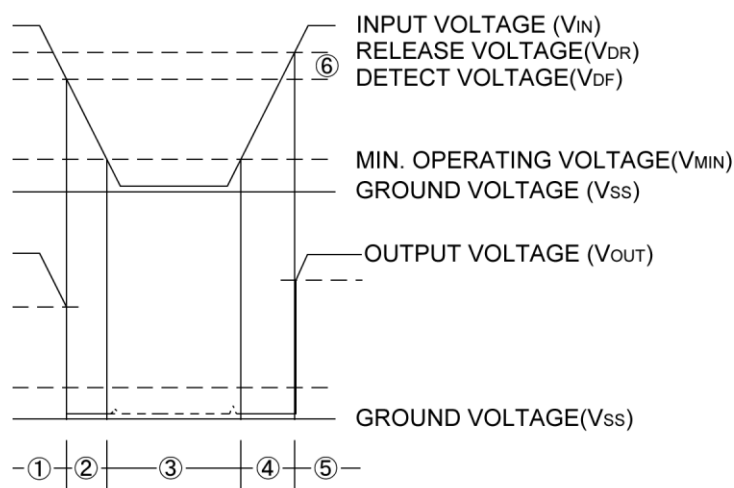 INPUT VOLTAGE (VIN)
RELEASE VOLTAGE(VDR)
⑥
DETECT VOLTAGE(VDF)
MIN. OPERATING VOLTAGE(VMIN)
GROUND VOLTAGE (VSS)
OUTPUT VOLTAGE (VOUT)
GROUND VOLTAGE(VSS)
① ② ③ ④ ⑤